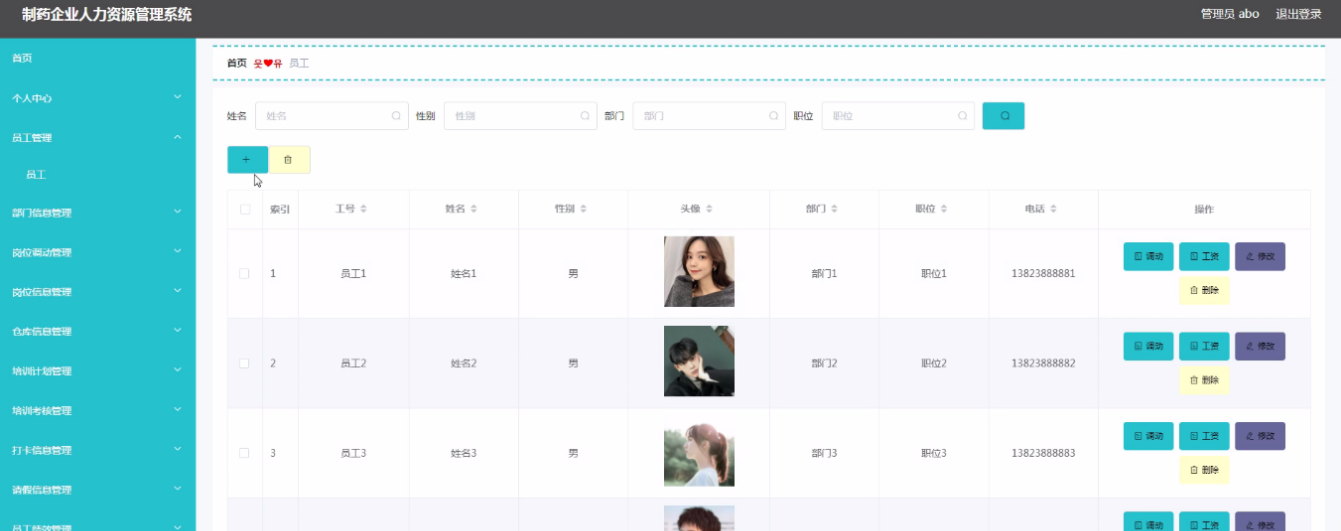 制药企业人力资源管理系统 管理员 abo 退出登录
首页
个人中心
员工管理
员工
部门信息管理
岗位调动管理
岗位信息管理
仓库信息管理
培训计划管理
培训考核管理
打卡信息管理
请假信息管理
员工绩效管理
首页 웃❤유 员工
姓名 姓名 性别 性别 部门 部门 职位 职位
索引 工号 姓名 性别 头像 部门 职位 电话 操作
1 员工1 姓名1 男 部门1 职位1 13823888881 调动 工资 修改
删除
2 员工2 姓名2 男 部门2 职位2 13823888882 调动 工资 修改
删除
3 员工3 姓名3 男 部门3 职位3 13823888883 调动 工资 修改
删除
调动 工资 修改